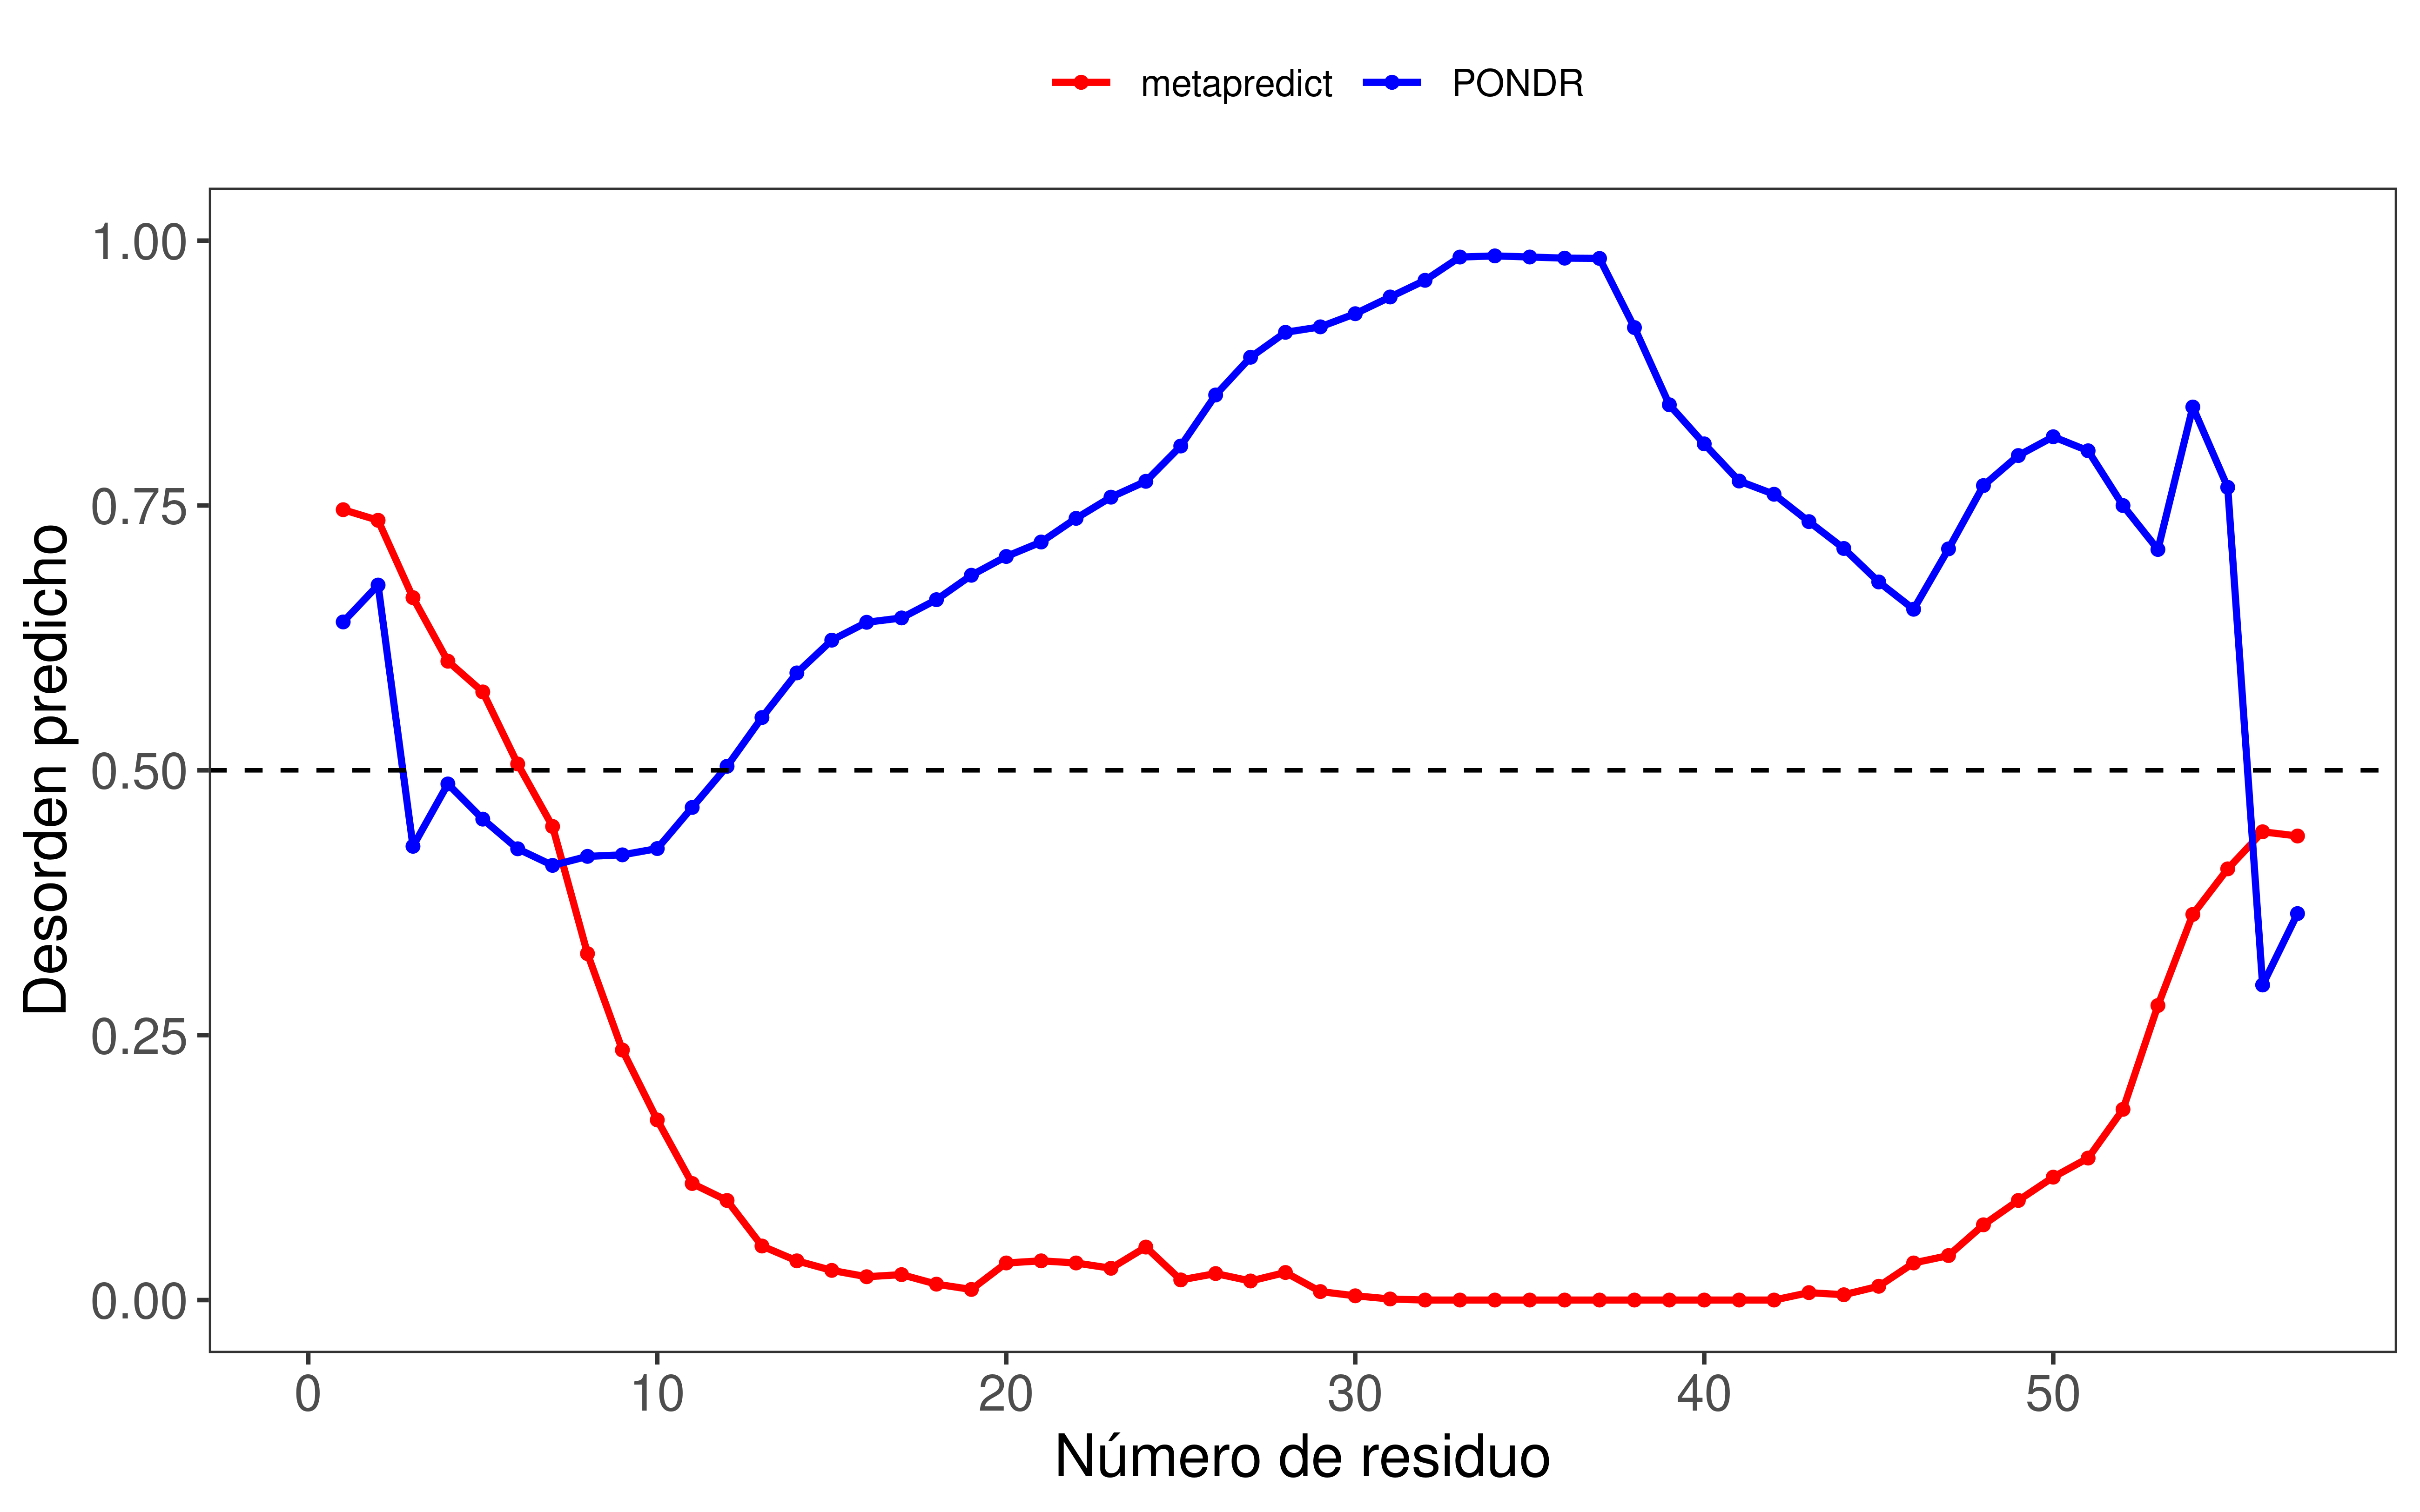 metapredict PONDR
Desorden predicho
1.00
0.75
0.50
0.25
0.00
0 10 20 30 40 50
Número de residuo